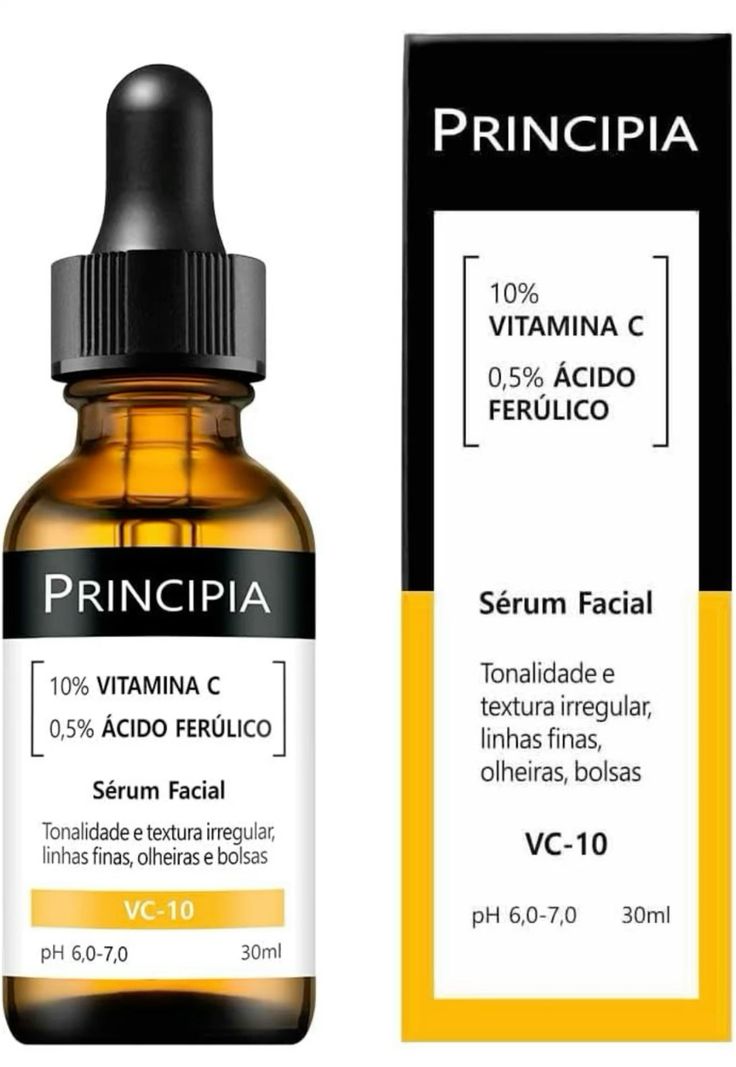 PRINCIPIA
10% VITAMINA C
0,5% ÁCIDO FERÚLICO
Sérum Facial
Tonalidade e textura irregular,
linhas finas, olheiras e bolsas
VC-10
pH 6,0-7,0 30ml
PRINCIPIA
10%
VITAMINA C
0,5% ÁCIDO
FERÚLICO
Sérum Facial
Tonalidade e
textura irregular,
linhas finas,
olheiras, bolsas
VC-10
pH 6,0-7,0 30ml